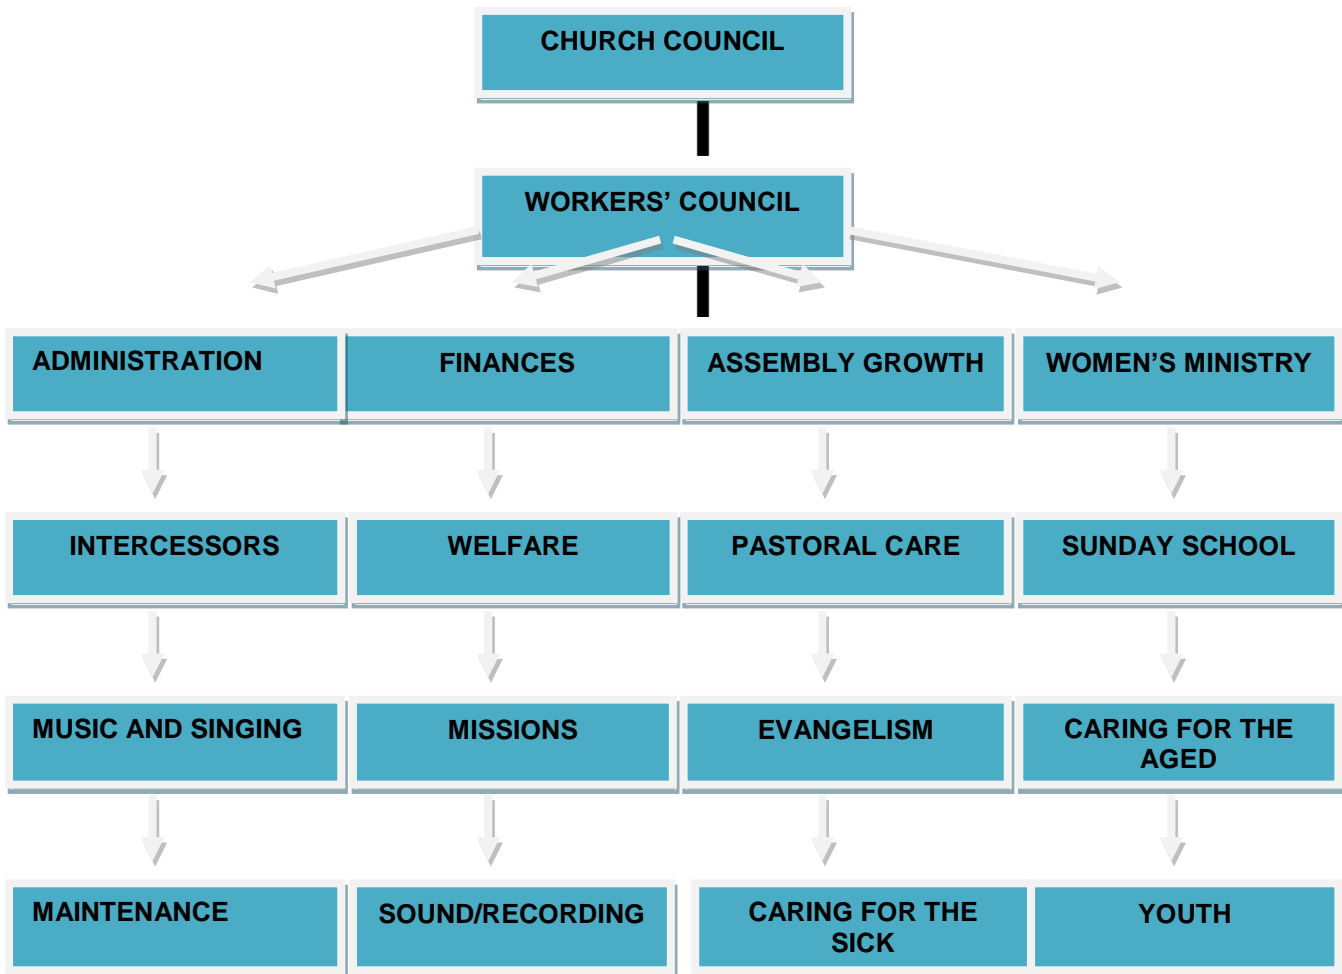 CHURCH COUNCIL
WORKERS’ COUNCIL
ADMINISTRATION
FINANCES
ASSEMBLY GROWTH
WOMEN’S MINISTRY
INTERCESSORS
WELFARE
PASTORAL CARE
SUNDAY SCHOOL
MUSIC AND SINGING
MISSIONS
EVANGELISM
CARING FOR THE
AGED
MAINTENANCE
SOUND/RECORDING
CARING FOR THE
SICK
YOUTH